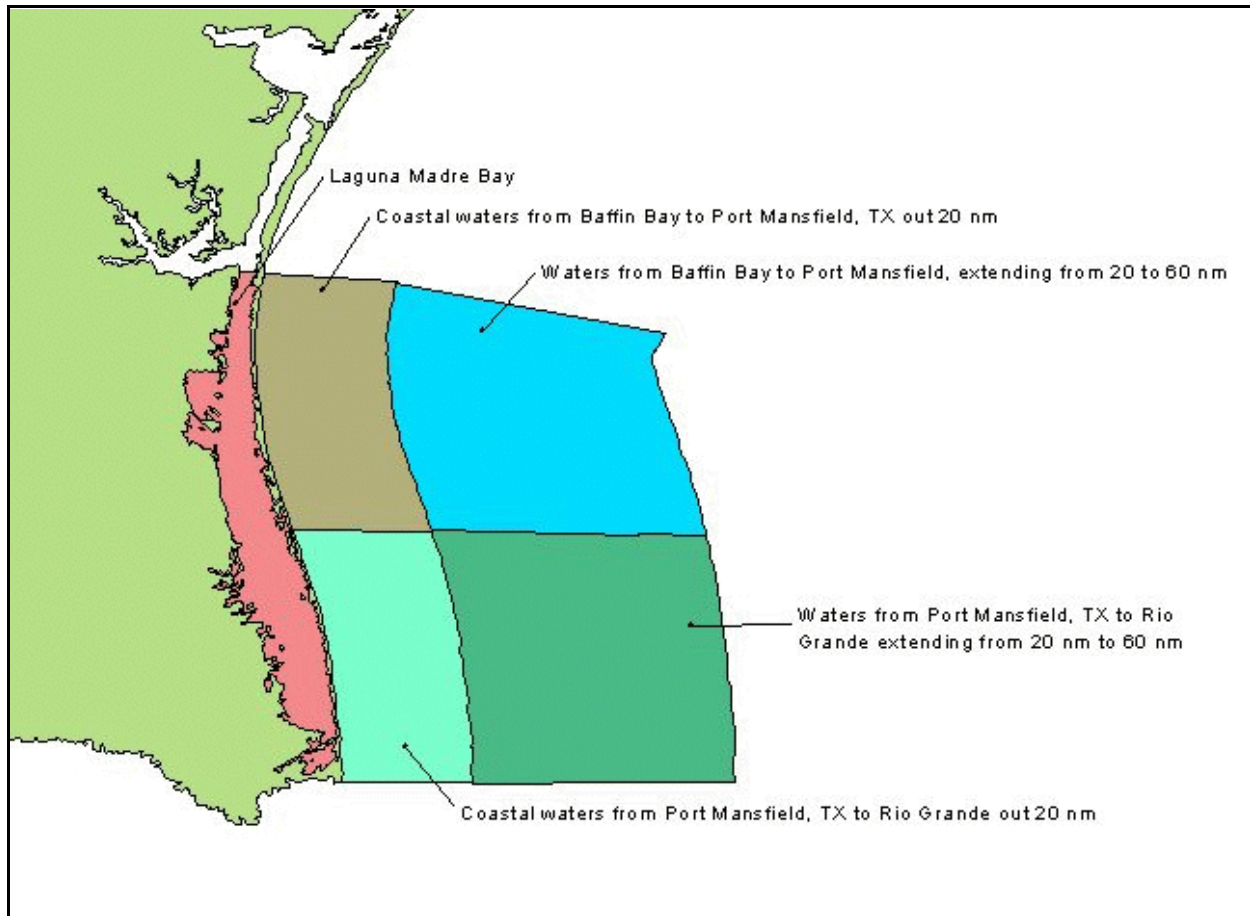 Laguna Madre Bay
Coastal waters from Baffin Bay to Port Mansfield, TX out 20 nm
Waters from Baffin Bay to Port Mansfield, extending from 20 to 60 nm
Waters from Port Mansfield, TX to Rio
Grande extending from 20 nm to 60 nm
Coastal waters from Port Mansfield, TX to Rio Grande out 20 nm